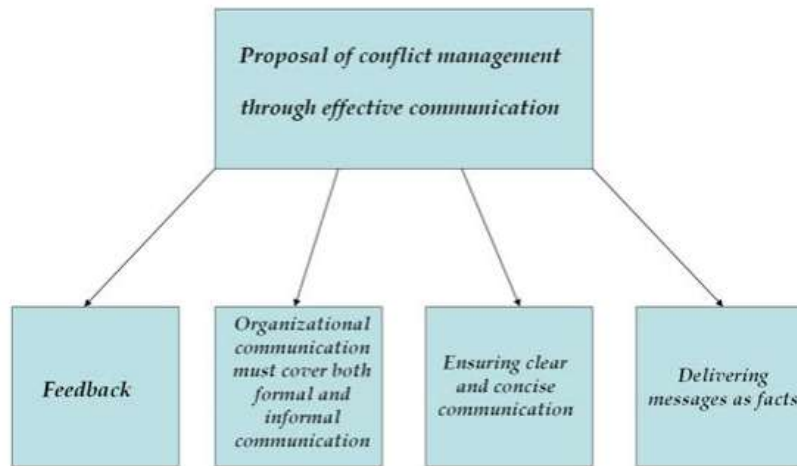 Proposal of conflict management
through effective communication
Feedback
Organizational
communication
must cover both
formal and
informal
communication
Ensuring clear
and concise
communication
Delivering
messages as facts